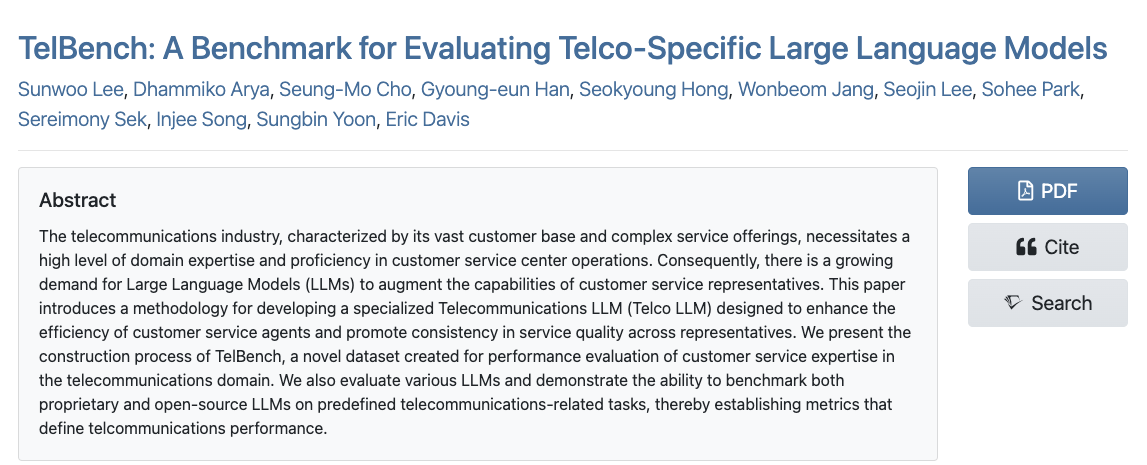 TelBench: A Benchmark for Evaluating Telco-Specific Large Language Models
Sunwoo Lee, Dhammiko Arya, Seung-Mo Cho, Gyoung-eun Han, Seokyoung Hong, Wonbeom Jang, Seojin Lee, Sohee Park,
Sereimony Sek, Injee Song, Sungbin Yoon, Eric Davis
Abstract
The telecommunications industry, characterized by its vast customer base and complex service offerings, necessitates a
high level of domain expertise and proficiency in customer service center operations. Consequently, there is a growing
demand for Large Language Models (LLMs) to augment the capabilities of customer service representatives. This paper
introduces a methodology for developing a specialized Telecommunications LLM (Telco LLM) designed to enhance the
efficiency of customer service agents and promote consistency in service quality across representatives. We present the
construction process of TelBench, a novel dataset created for performance evaluation of customer service expertise in
the telecommunications domain. We also evaluate various LLMs and demonstrate the ability to benchmark both
proprietary and open-source LLMs on predefined telecommunications-related tasks, thereby establishing metrics that
define telcommunications performance.
PDF
Cite
Search